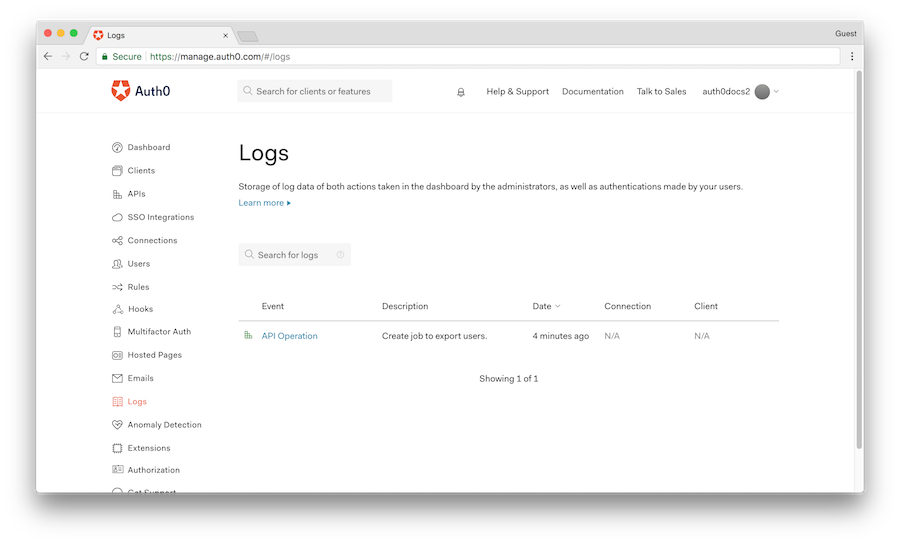 Logs
Guest
Secure https://manage.auth0.com/#/logs
Auth0
Search for clients or features
Help & Support Documentation Talk to Sales auth0docs2
Dashboard
Clients
APIs
SSO Integrations
Connections
Users
Rules
Hooks
Multifactor Auth
Hosted Pages
Emails
Logs
Anomaly Detection
Extensions
Authorization
Get Support
Logs
Storage of log data of both actions taken in the dashboard by the administrators, as well as authentications made by your users.
Learn more
Search for logs
Event Description Date Connection Client
API Operation Create job to export users. 4 minutes ago N/A N/A
Showing 1 of 1